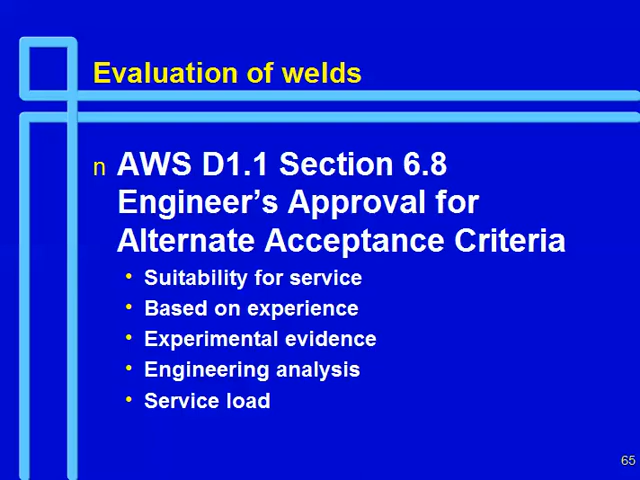 Evaluation of welds
n AWS D1.1 Section 6.8
Engineer's Approval for
Alternate Acceptance Criteria
• Suitability for service
• Based on experience
• Experimental evidence
• Engineering analysis
• Service load
65